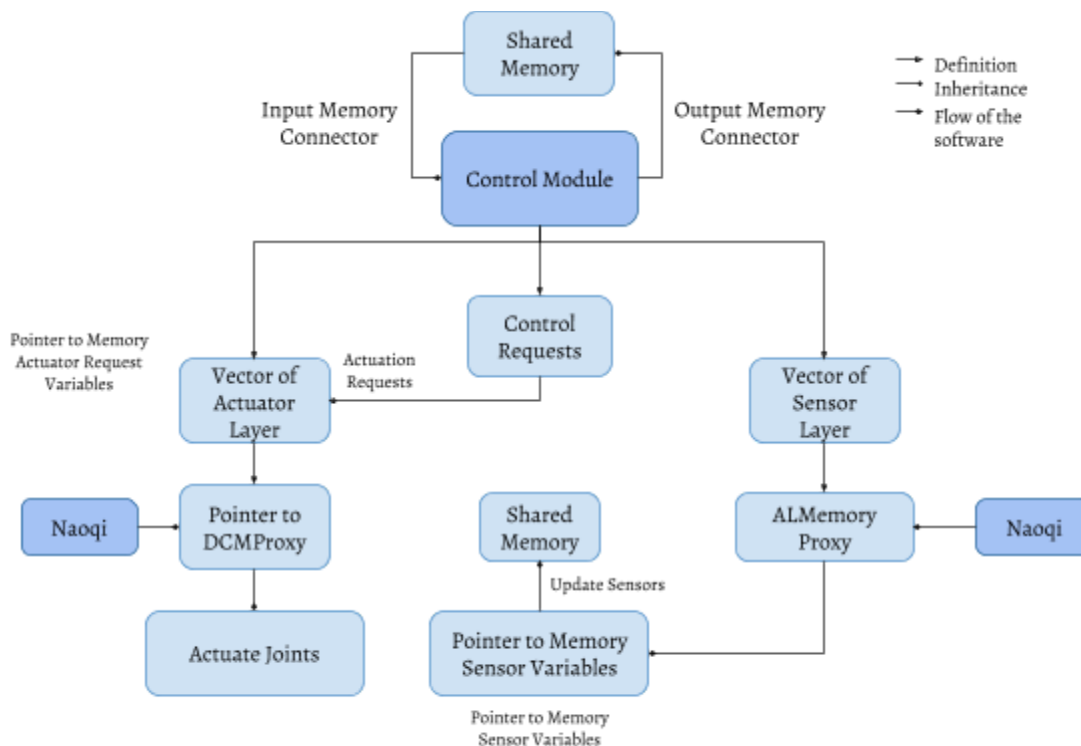 Shared
Memory
Definition
Inheritance
Flow of the
software
Input Memory
Connector
Output Memory
Connector
Control Module
Pointer to Memory
Actuator Request
Variables
Control
Requests
Actuation
Requests
Vector of
Actuator
Layer
Vector of
Sensor
Layer
Naoqi
Pointer to
DCMProxy
Shared
Memory
ALMemory
Proxy
Naoqi
Update Sensors
Actuate Joints
Pointer to Memory
Sensor Variables
Pointer to Memory
Sensor Variables